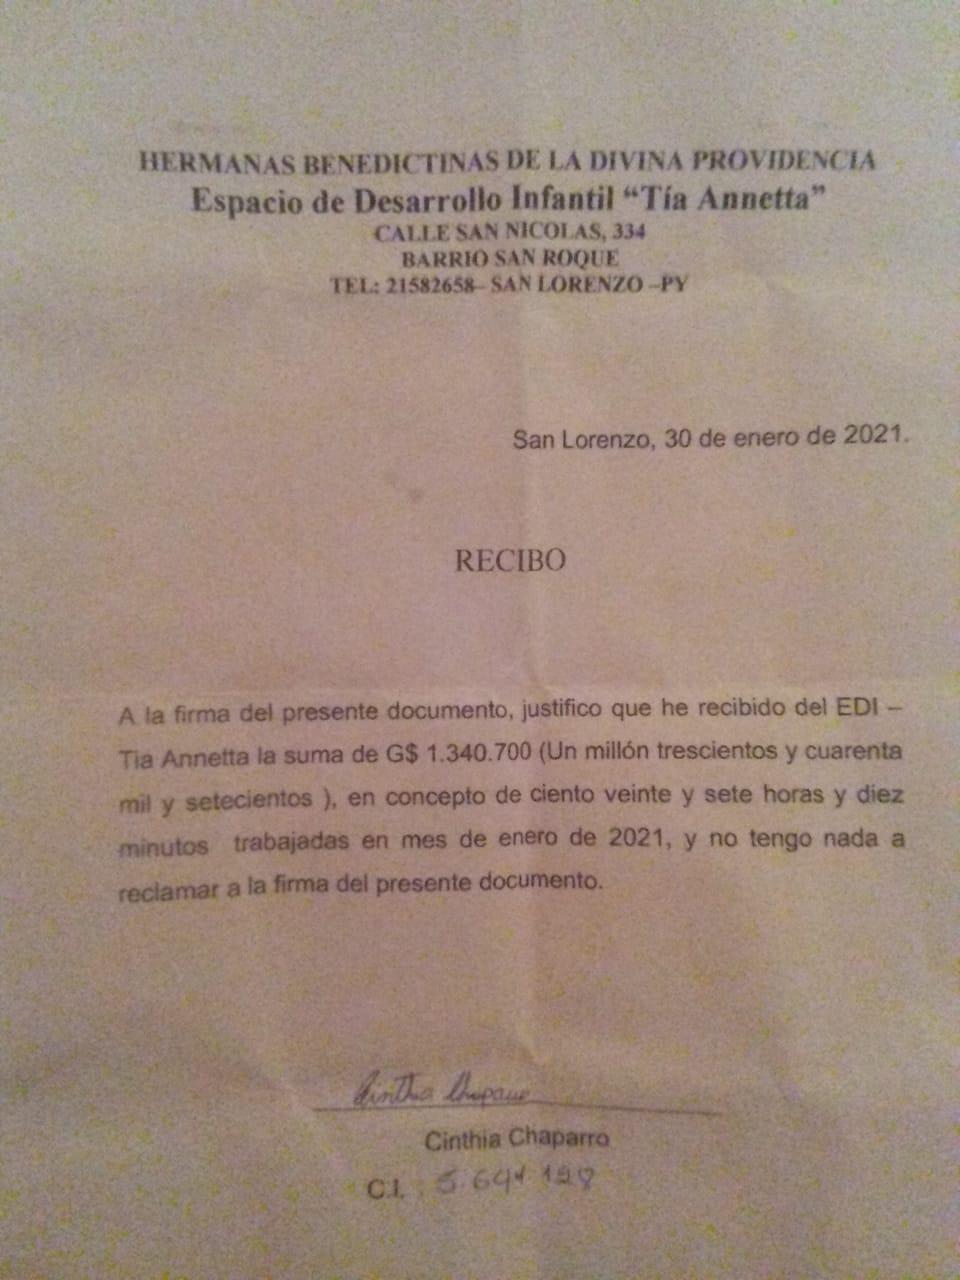 HERMANAS BENEDICTINAS DE LA DIVINA PROVIDENCIA
Espacio de Desarrollo Infantil “Tía Annetta”
CALLE SAN NICOLAS, 334
BARRIO SAN ROQUE
TEL: 21582658– SAN LORENZO –PY
San Lorenzo, 30 de enero de 2021.
RECIBO
A la firma del presente documento, justifico que he recibido del EDI –
Tia Annetta la suma de G$ 1.340.700 (Un millón trescientos y cuarenta
mil y setecientos ), en concepto de ciento veinte y sete horas y diez
minutos trabajadas en mes de enero de 2021, y no tengo nada a
reclamar a la firma del presente documento.
Cinthia Chaparro
Cinthia Chaparro
C.I.